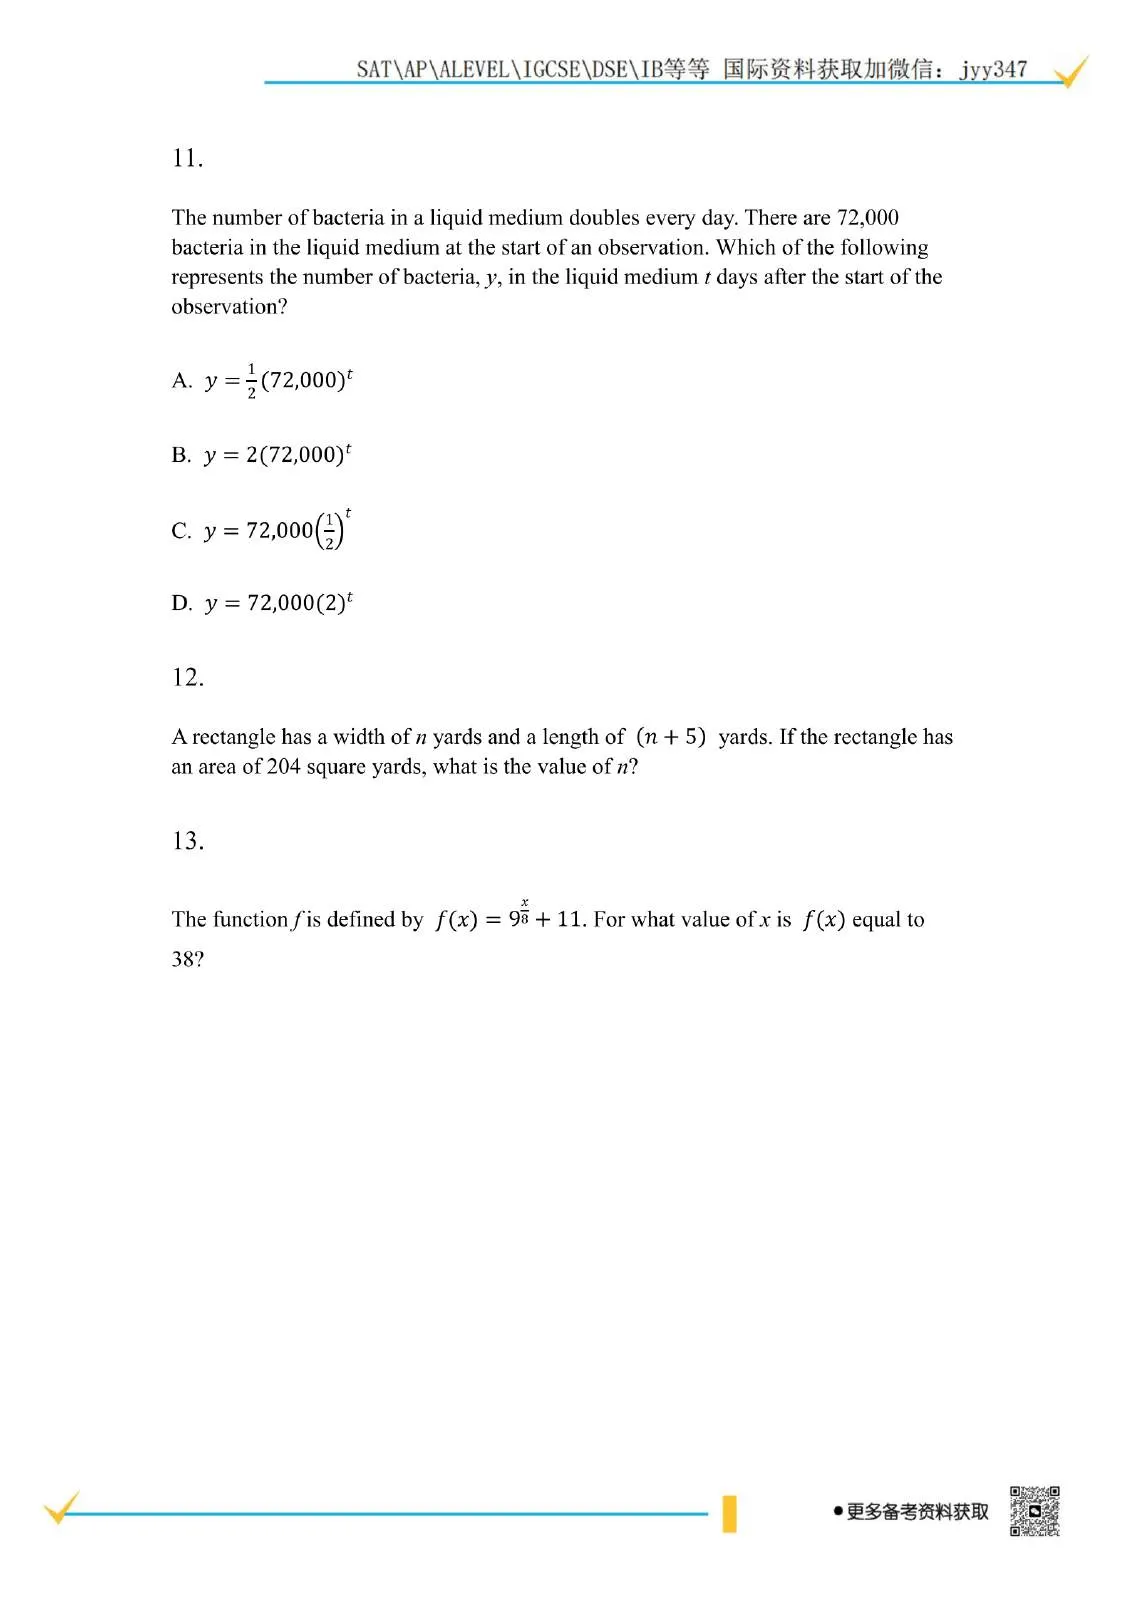 SAT\AP\ALEVEL\IGCSE\DSE\IB等等 国际资料获取加微信：jyy347
11.
The number of bacteria in a liquid medium doubles every day. There are 72,000
bacteria in the liquid medium at the start of an observation. Which of the following
represents the number of bacteria, y, in the liquid medium t days after the start of the
observation?
A. y = 1/2 (72,000)^t
B. y = 2(72,000)^t
C. y = 72,000(1/2)^t
D. y = 72,000(2)^t
12.
A rectangle has a width of n yards and a length of (n + 5) yards. If the rectangle has
an area of 204 square yards, what is the value of n?
13.
The function f is defined by f(x) = 9^(x/8) + 11. For what value of x is f(x) equal to
38?
●更多备考资料获取